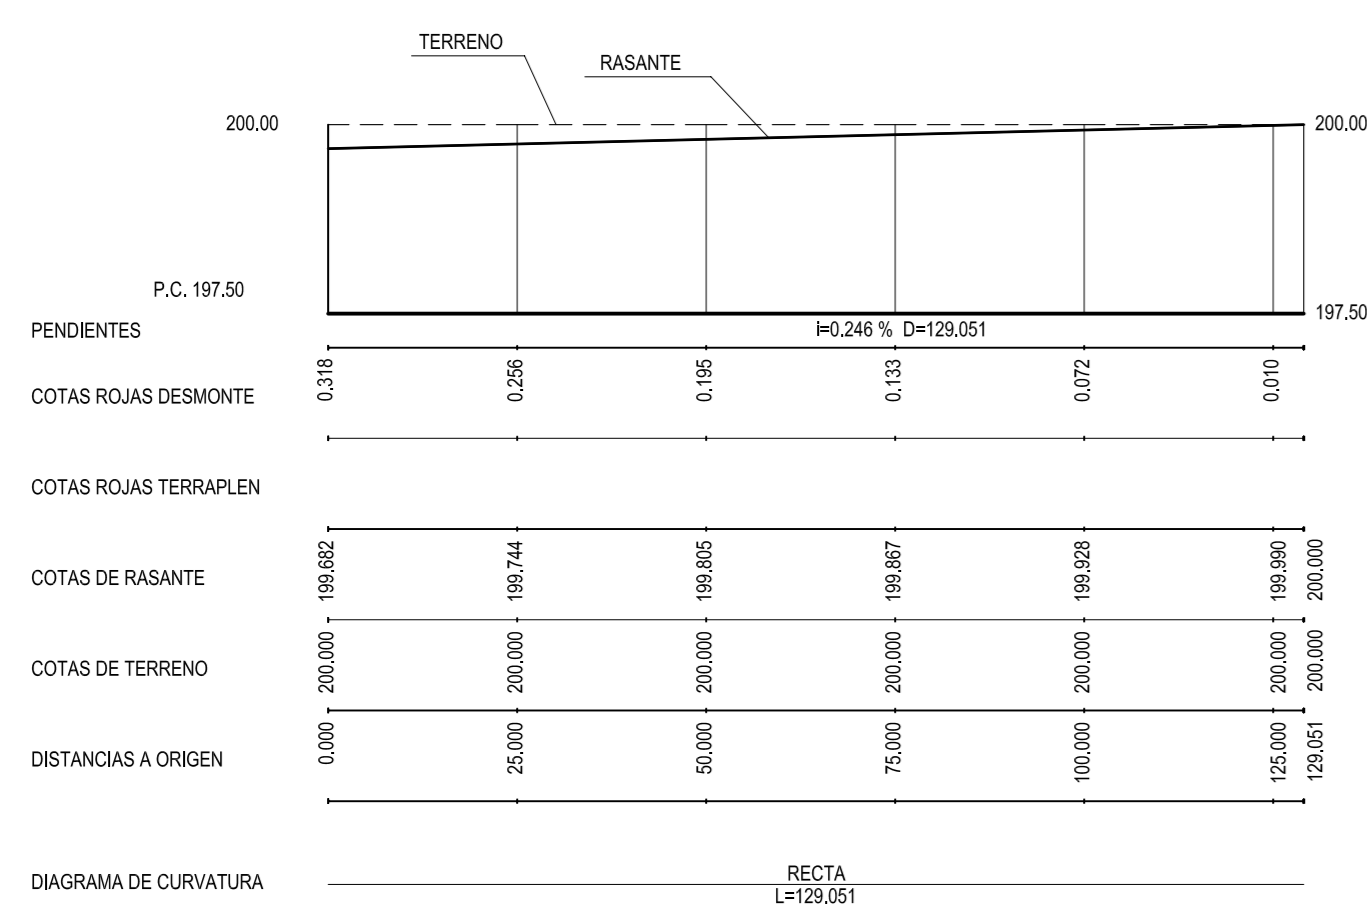 TERRENO
RASANTE
200.00
200.00
P.C. 197.50
197.50
PENDIENTES
i=0.246 % D=129.051
COTAS ROJAS DESMONTE
0.318
0.256
0.195
0.133
0.072
0.010
COTAS ROJAS TERRAPLEN
COTAS DE RASANTE
199.682
199.744
199.805
199.867
199.928
199.990
200.000
COTAS DE TERRENO
200.000
200.000
200.000
200.000
200.000
200.000
200.000
DISTANCIAS A ORIGEN
0.000
25.000
50.000
75.000
100.000
125.000
129.051
DIAGRAMA DE CURVATURA
RECTA
L=129.051